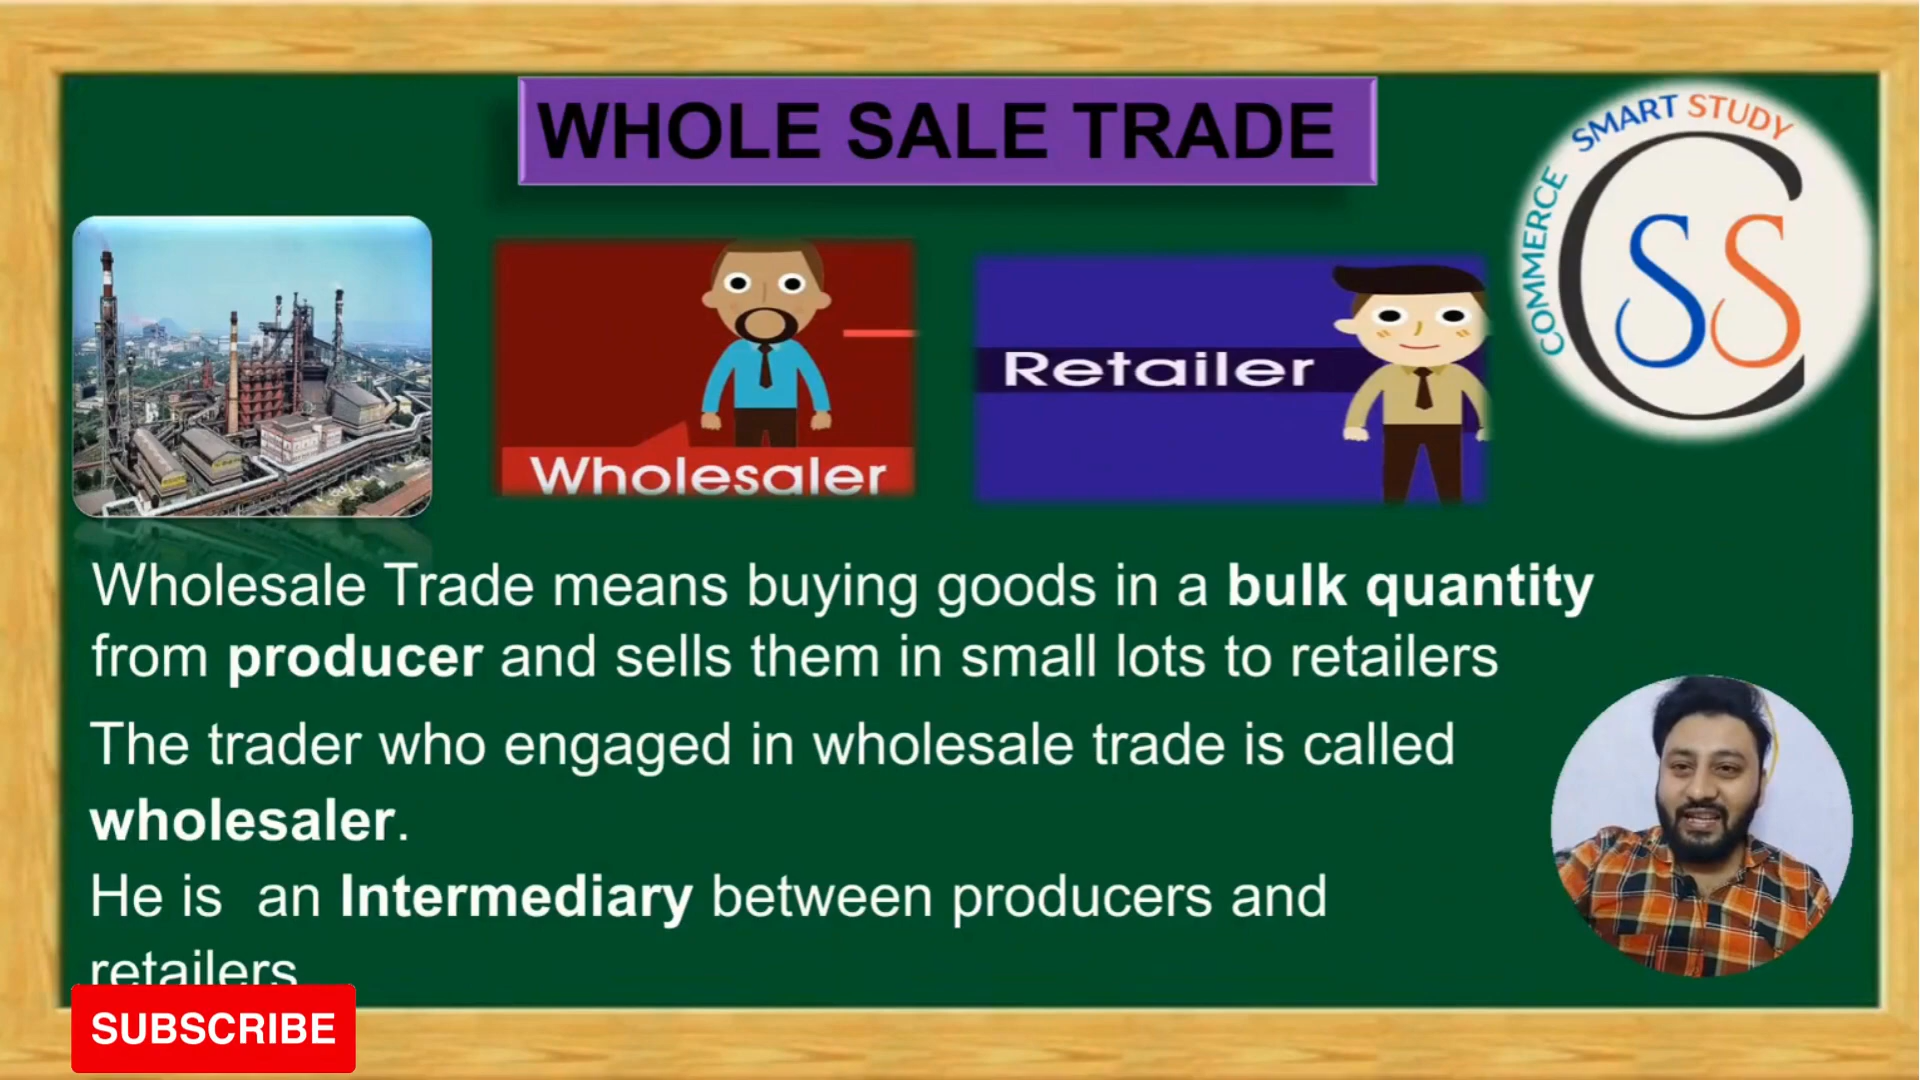 WHOLE SALE TRADE
COMMERCE SMART STUDY
CSS
Wholesaler
Retailer
Wholesale Trade means buying goods in a bulk quantity
from producer and sells them in small lots to retailers
The trader who engaged in wholesale trade is called
wholesaler.
He is an Intermediary between producers and
retailers
SUBSCRIBE